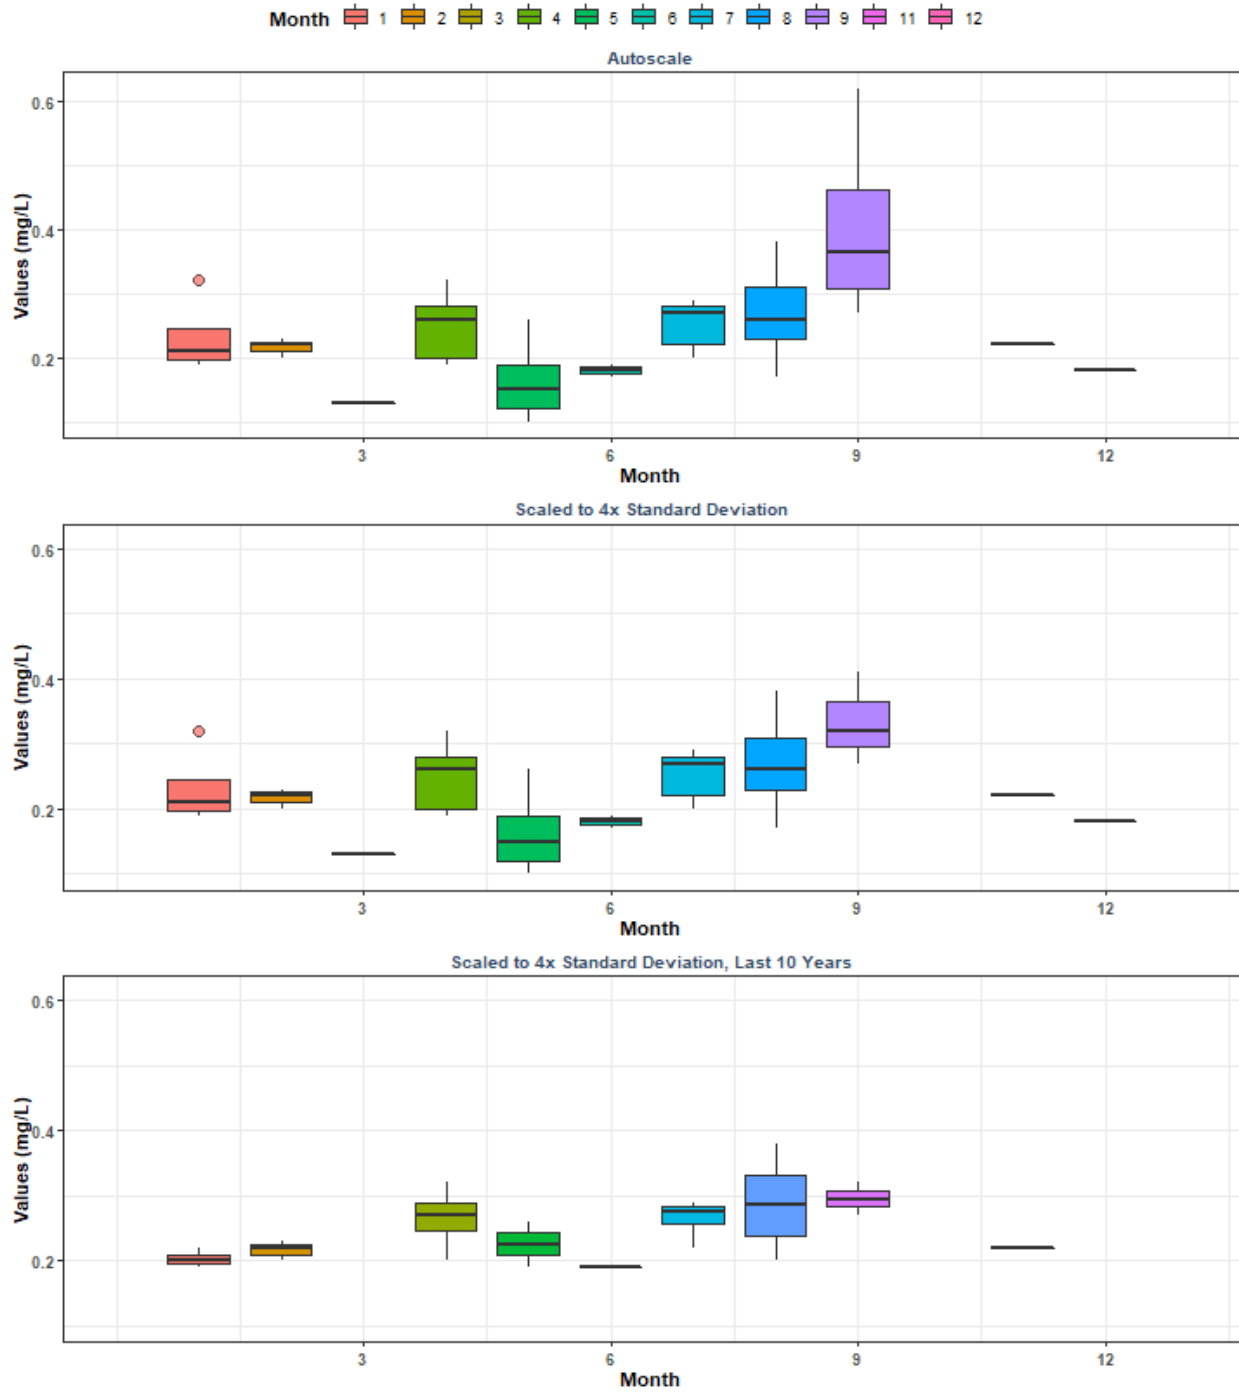 Month 1 2 3 4 5 6 7 8 9 11 12
Autoscale
Values (mg/L)
0.6
0.4
0.2
3 6 9 12
Month
Scaled to 4x Standard Deviation
Values (mg/L)
0.6
0.4
0.2
3 6 9 12
Month
Scaled to 4x Standard Deviation, Last 10 Years
Values (mg/L)
0.6
0.4
0.2
3 6 9 12
Month